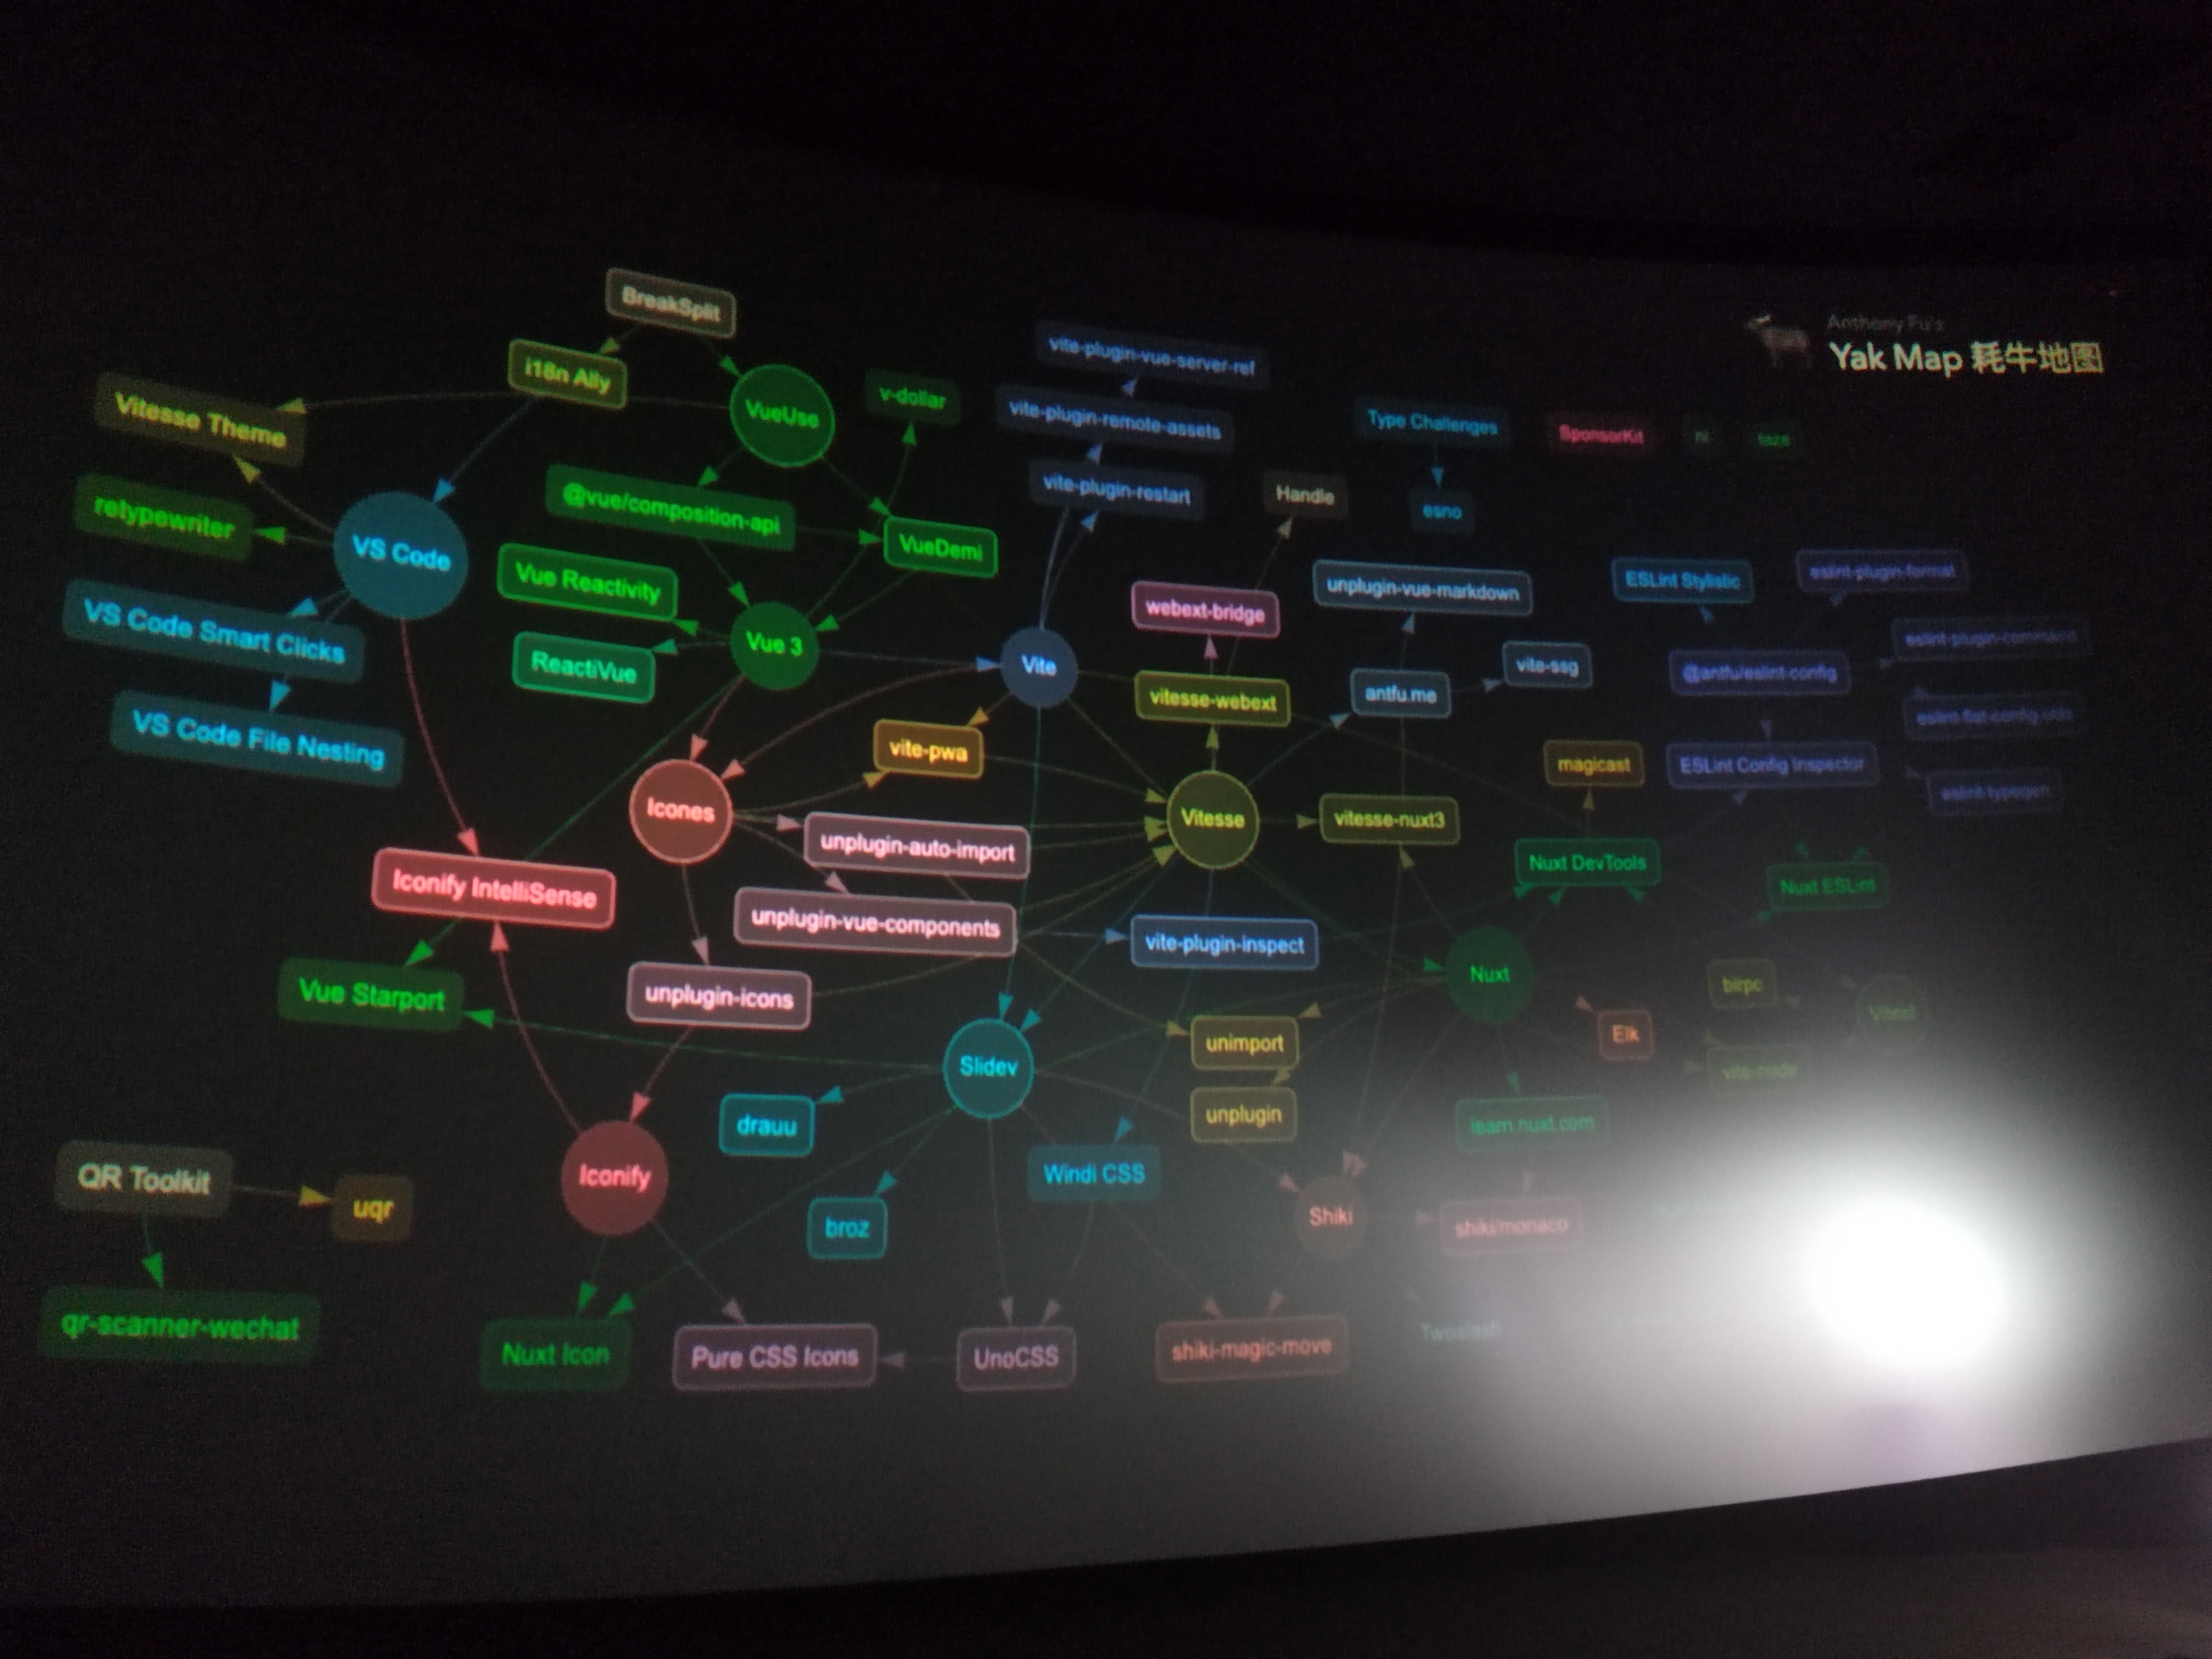 Anthony Fu's
Yak Map 耗牛地图
BreakSplit
i18n Ally
VueUse
v-dollar
vite-plugin-vue-server-ref
vite-plugin-remote-assets
vite-plugin-restart
Type Challenges
SponsorKit
ni
taze
Vitesse Theme
retypewriter
VS Code
@vue/composition-api
VueDemi
Handle
esno
Vue Reactivity
ReactiVue
Vue 3
Vite
webext-bridge
unplugin-vue-markdown
ESLint Stylistic
eslint-plugin-format
VS Code Smart Clicks
VS Code File Nesting
vitesse-webext
antfu.me
vite-ssg
@antfu/eslint-config
eslint-plugin-command
eslint-flat-config-utils
vite-pwa
magicast
ESLint Config Inspector
eslint-typegen
Icones
unplugin-auto-import
Vitesse
vitesse-nuxt3
Nuxt DevTools
Nuxt ESLint
Iconify IntelliSense
unplugin-vue-components
vite-plugin-inspect
Nuxt
Vue Starport
unplugin-icons
birpc
Vitest
Slidev
unimport
Elk
vite-node
drauu
unplugin
learn.nuxt.com
QR Toolkit
uqr
Iconify
Windi CSS
broz
Shiki
shiki/monaco
qr-scanner-wechat
Nuxt Icon
Pure CSS Icons
UnoCSS
shiki-magic-move
Twoslash